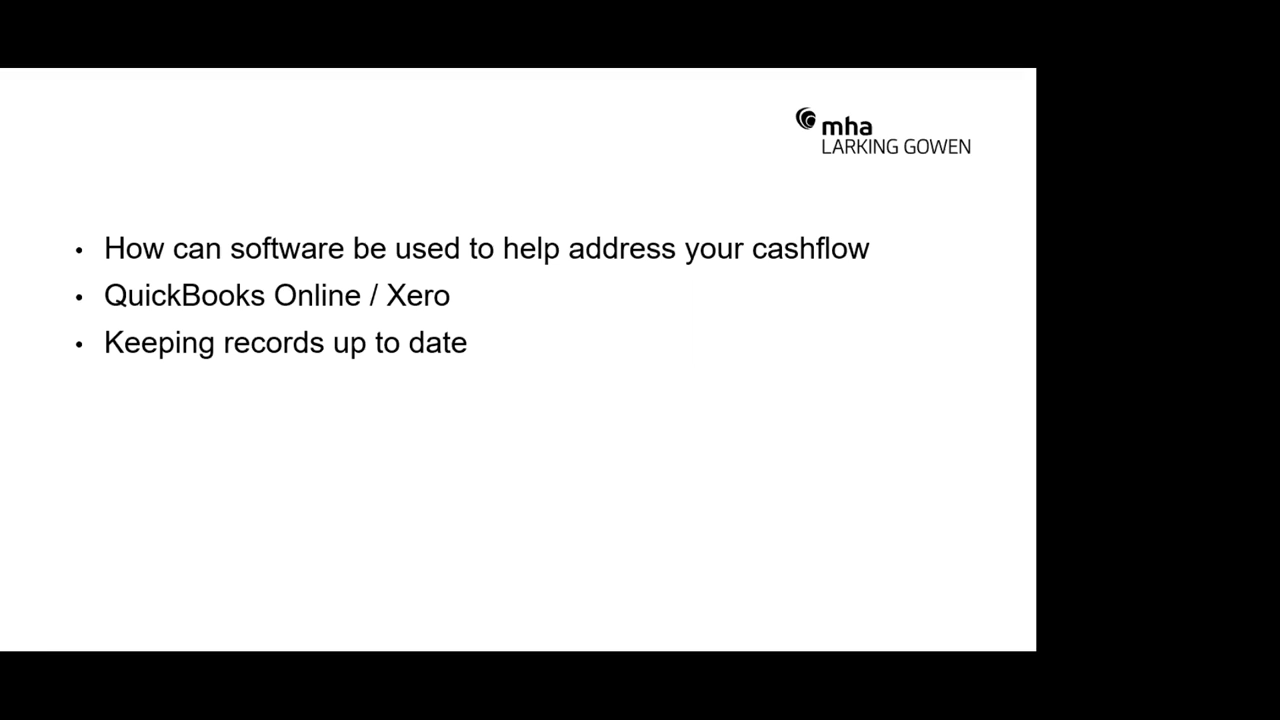 mha
LARKING GOWEN
• How can software be used to help address your cashflow
• QuickBooks Online / Xero
• Keeping records up to date